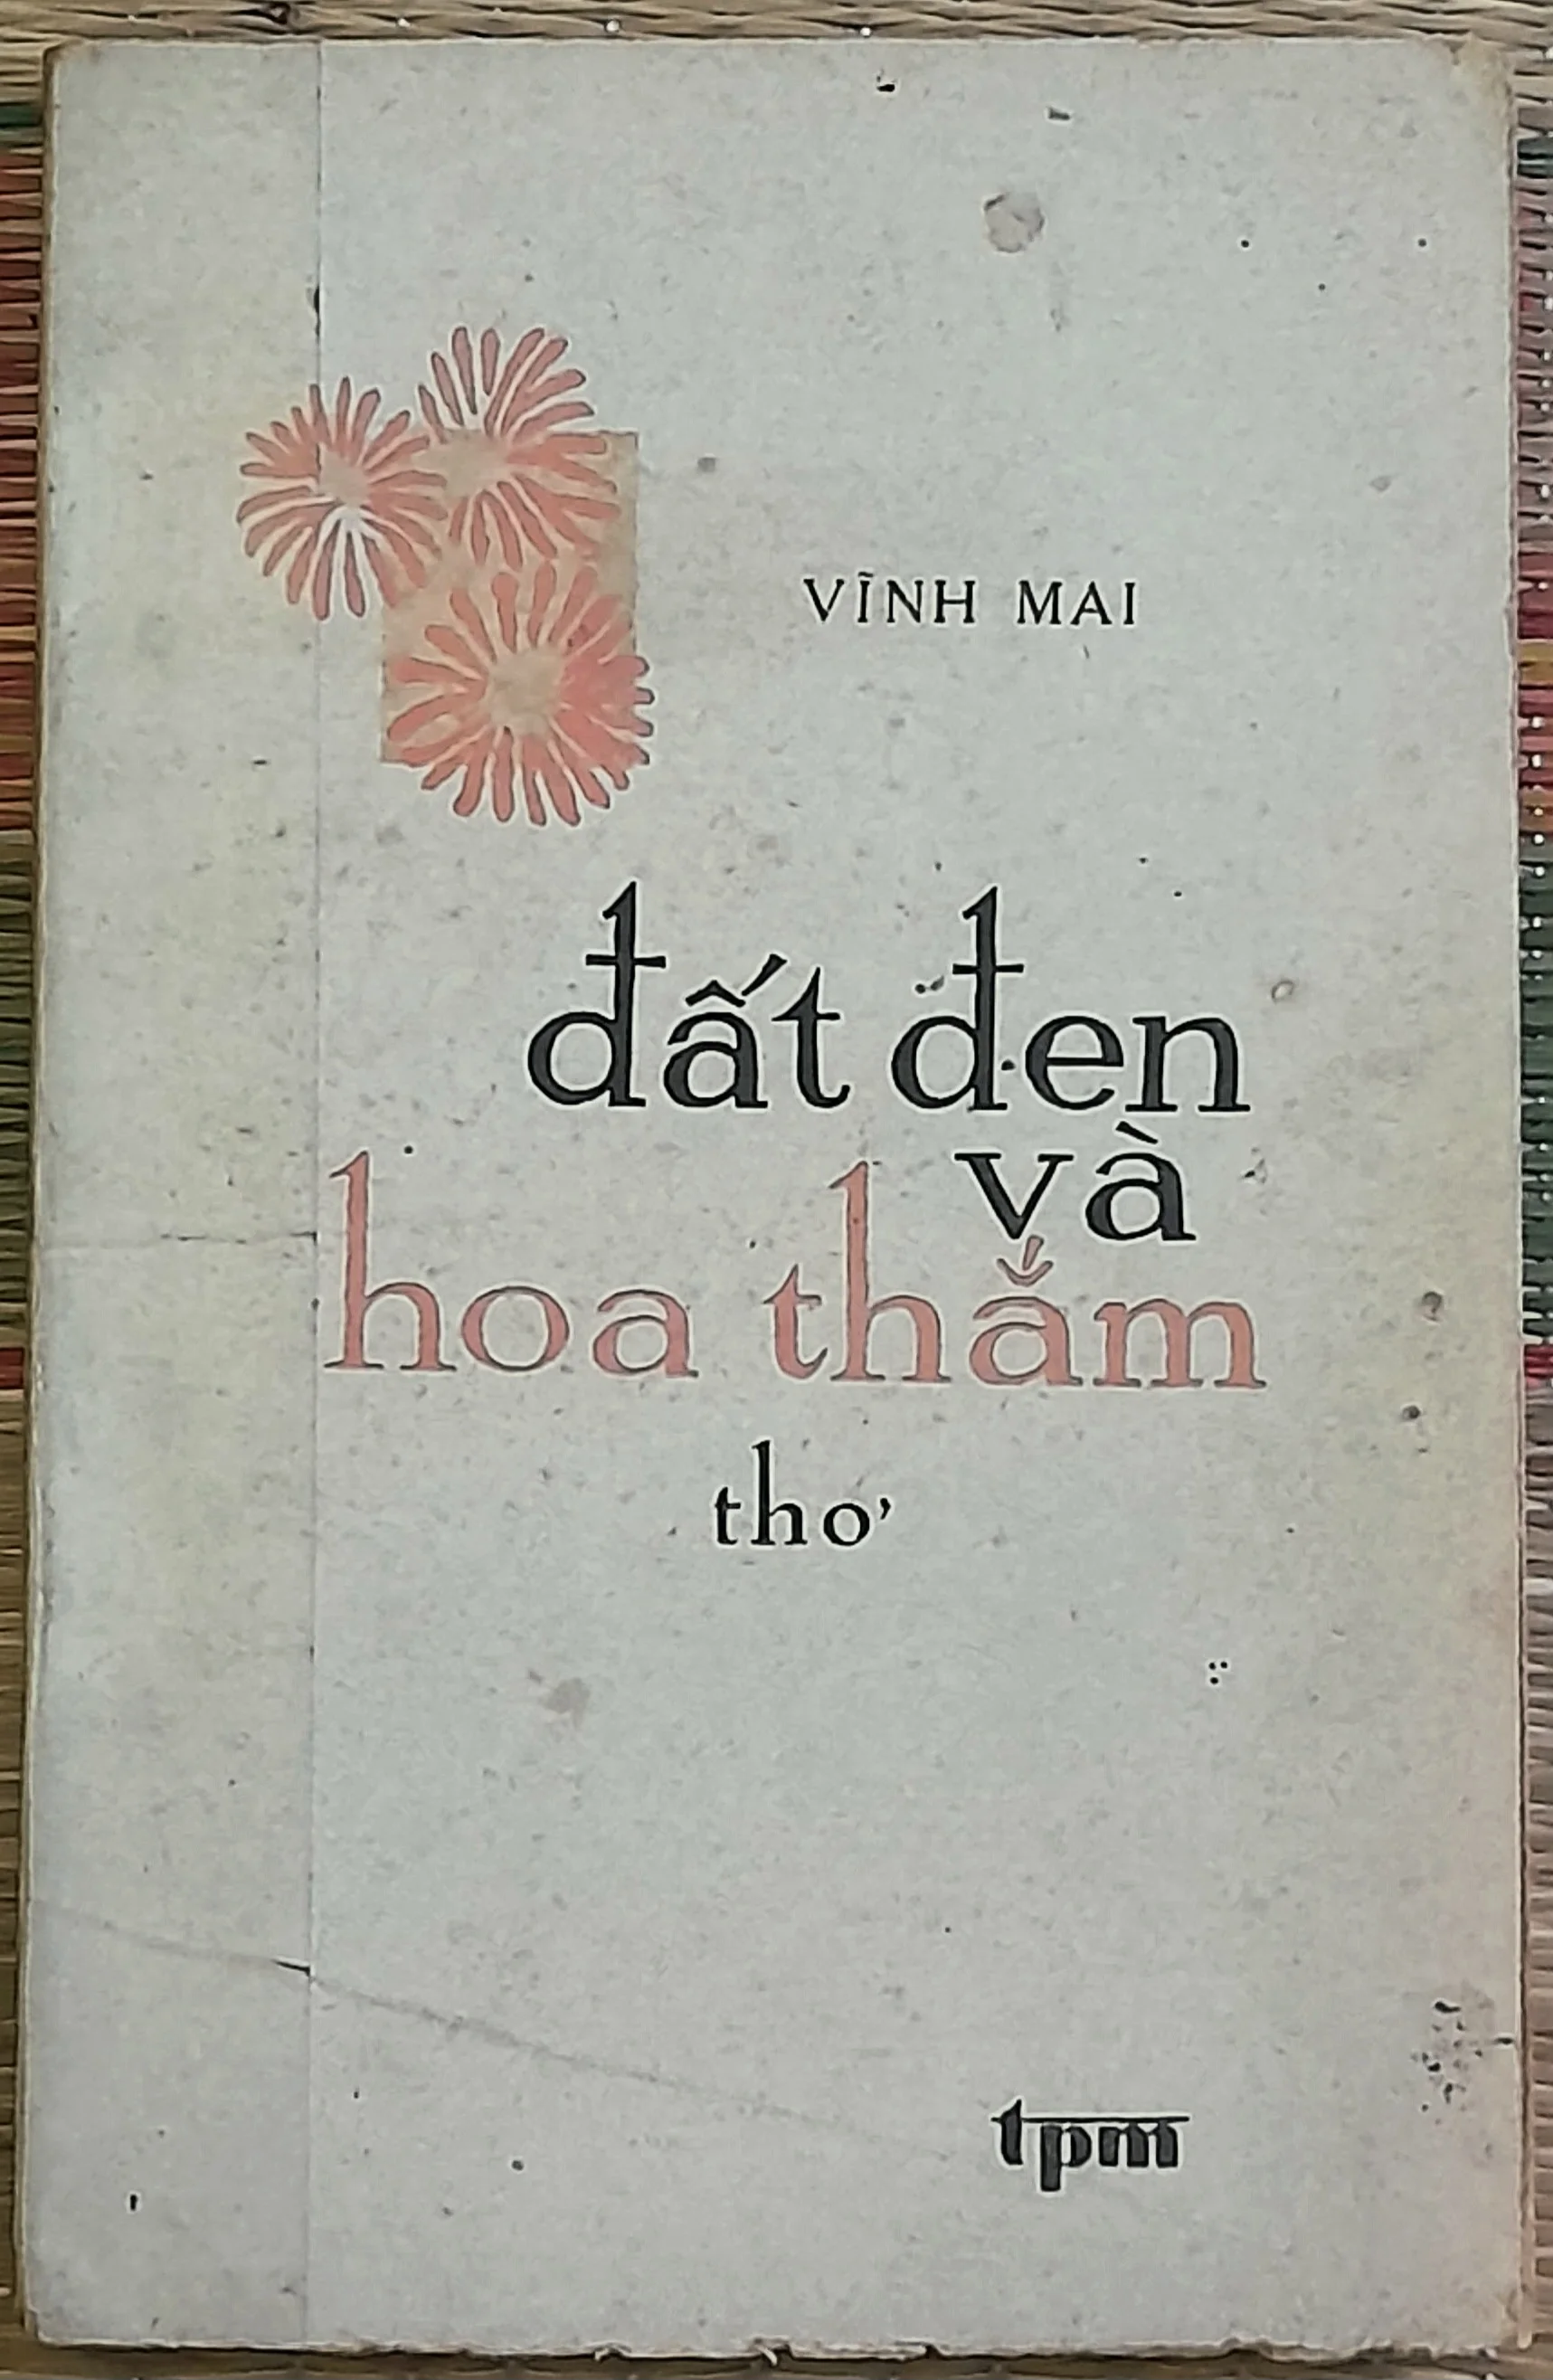 VĨNH MAI
đất đen
và
hoa thắm
thơ
tpm